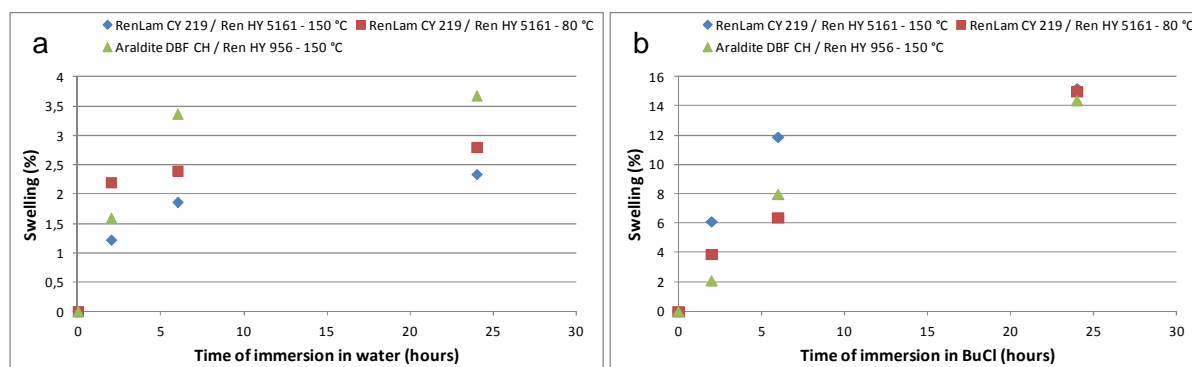 a
RenLam CY 219 / Ren HY 5161 - 150 °C
RenLam CY 219 / Ren HY 5161 - 80 °C
Araldite DBF CH / Ren HY 956 - 150 °C
Swelling (%)
4
3,5
3
2,5
2
1,5
1
0,5
0
0 5 10 15 20 25 30
Time of immersion in water (hours)
b
RenLam CY 219 / Ren HY 5161 - 150 °C
RenLam CY 219 / Ren HY 5161 - 80 °C
Araldite DBF CH / Ren HY 956 - 150 °C
Swelling (%)
16
14
12
10
8
6
4
2
0
0 5 10 15 20 25 30
Time of immersion in BuCl (hours)